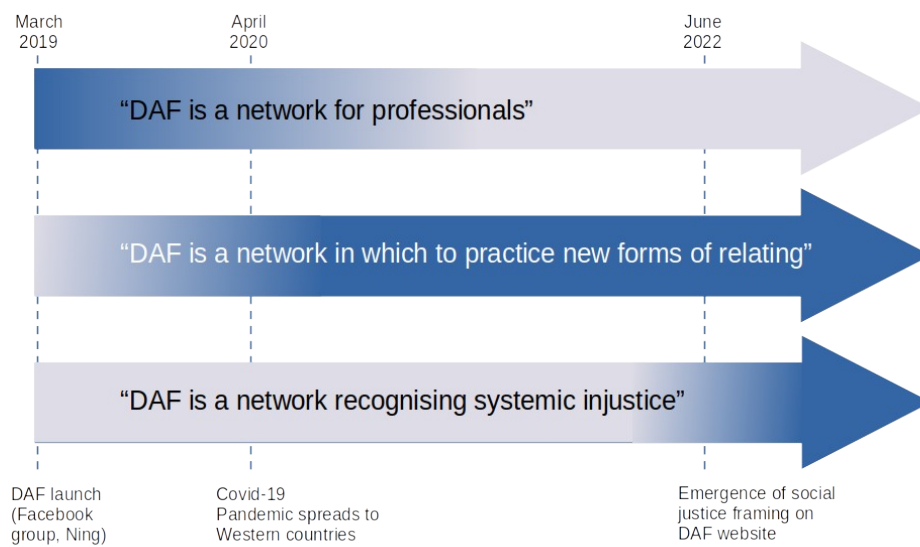 March
2019
April
2020
June
2022
“DAF is a network for professionals”
“DAF is a network in which to practice new forms of relating”
“DAF is a network recognising systemic injustice”
DAF launch
(Facebook
group, Ning)
Covid-19
Pandemic spreads to
Western countries
Emergence of social
justice framing on
DAF website